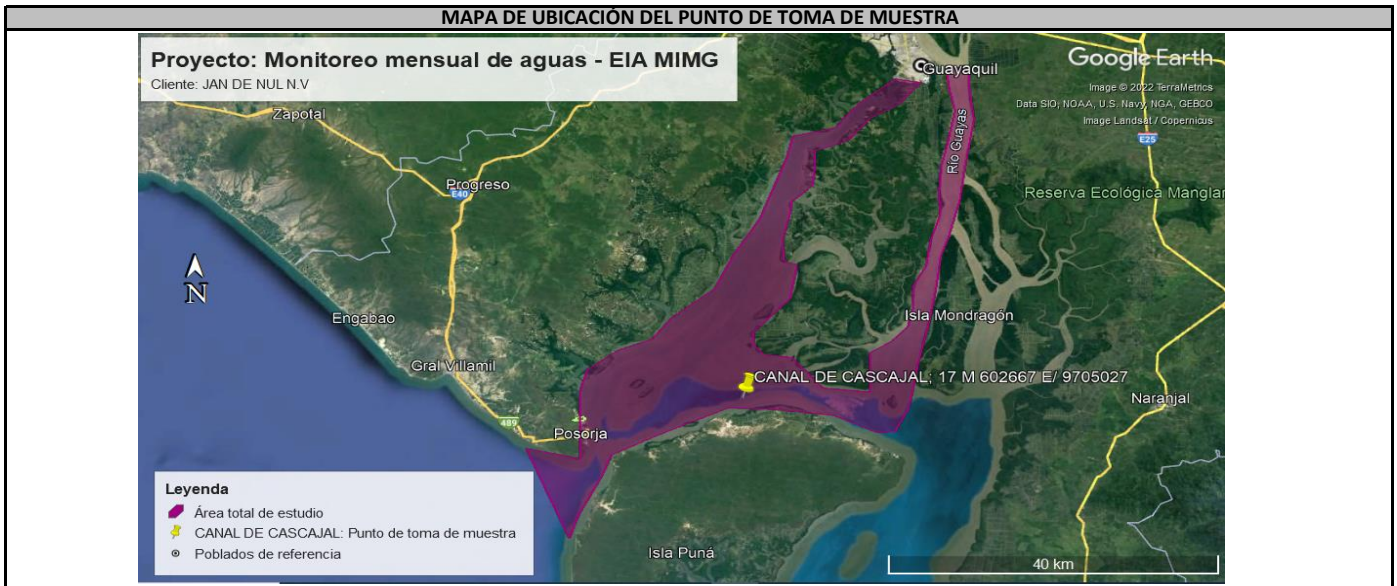 MAPA DE UBICACIÓN DEL PUNTO DE TOMA DE MUESTRA
Proyecto: Monitoreo mensual de aguas - EIA MIMG
Cliente: JAN DE NUL N.V
Google Earth
Image © 2022 TerraMetrics
Data SIO, NOAA, U.S. Navy, NGA, GEBCO
Image Landsat / Copernicus
Guayaquil
Zapotal
E25
Río Guayas
Progreso
E40
Reserva Ecológica Manglar
N
Engabao
Isla Mondragón
Gral Villamil
CANAL DE CASCAJAL; 17 M 602667 E/ 9705027
Naranjal
489
Posorja
Leyenda
Área total de estudio
CANAL DE CASCAJAL: Punto de toma de muestra
Poblados de referencia
Isla Puná
40 km